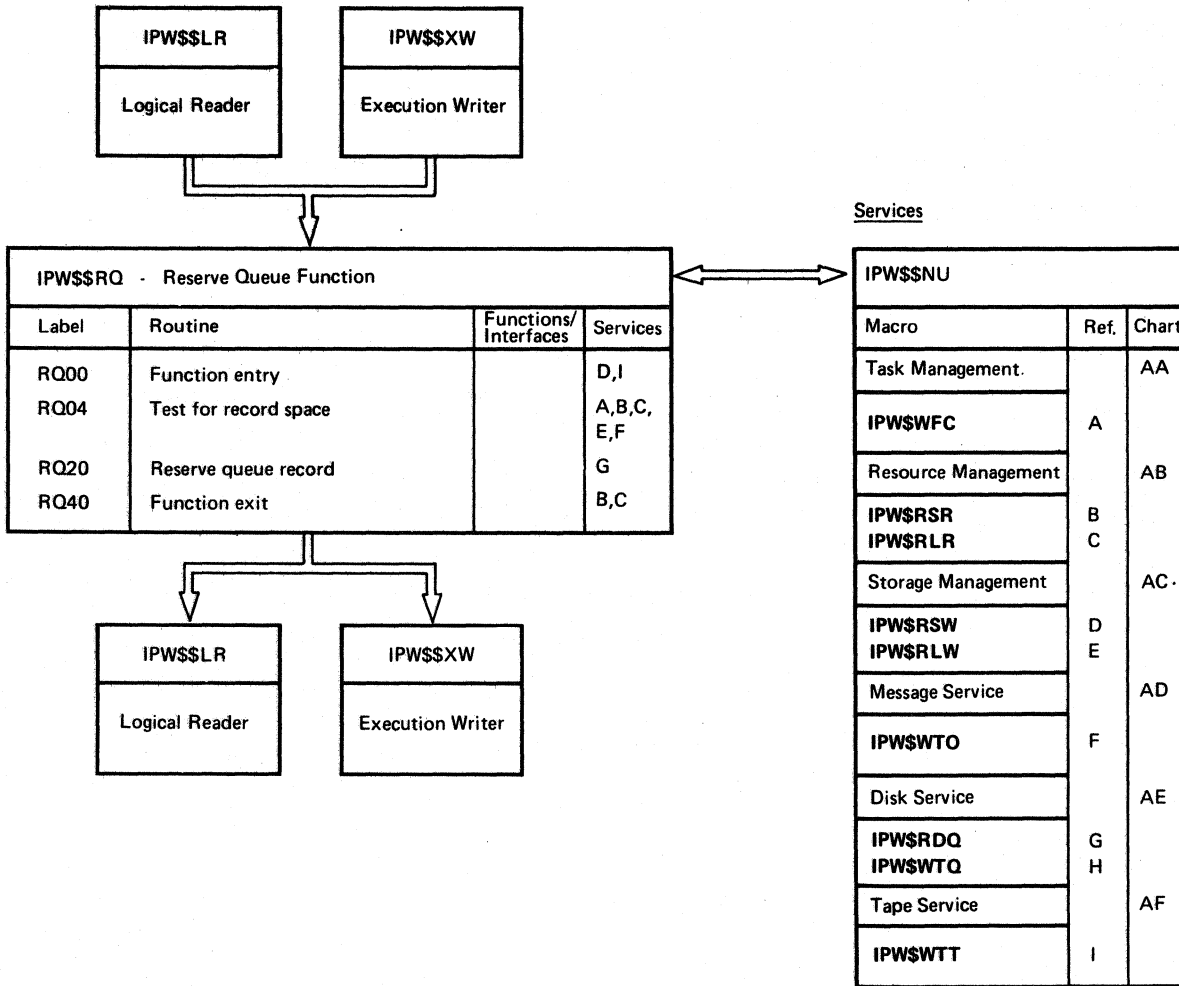 IPW$$LR
IPW$$XW
Logical Reader
Execution Writer
Services
IPW$$RQ - Reserve Queue Function
Label Routine Functions/ Interfaces Services
RQ00 Function entry D,I
RQ04 Test for record space A,B,C,
E,F
RQ20 Reserve queue record G
RQ40 Function exit B,C
IPW$$NU
Macro Ref. Chart
Task Management. AA
IPW$WFC A
Resource Management AB
IPW$RSR B
IPW$RLR C
Storage Management AC.
IPW$RSW D
IPW$RLW E
Message Service AD
IPW$WTO F
Disk Service AE
IPW$RDQ G
IPW$WTQ H
Tape Service AF
IPW$WTT I
IPW$$LR
IPW$$XW
Logical Reader
Execution Writer